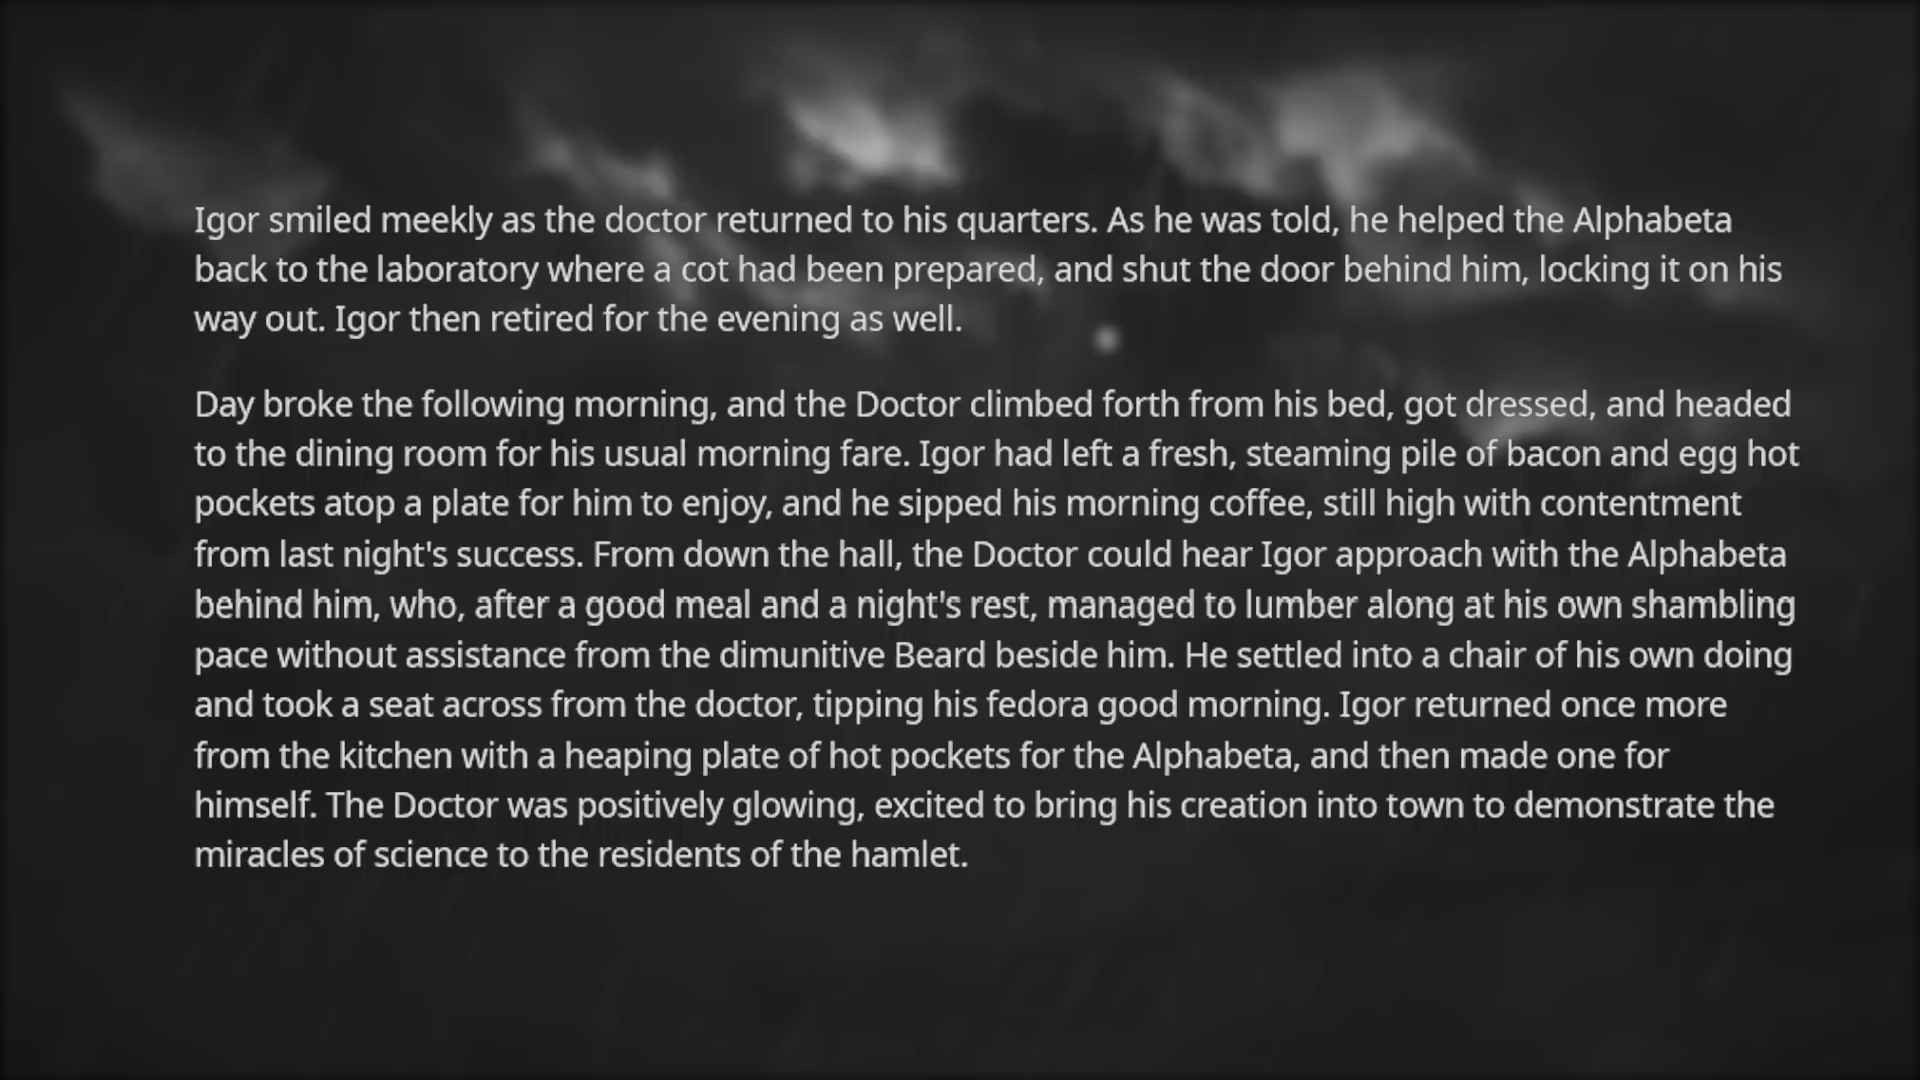 Igor smiled meekly as the doctor returned to his quarters. As he was told, he helped the Alphabeta
back to the laboratory where a cot had been prepared, and shut the door behind him, locking it on his
way out. Igor then retired for the evening as well.
Day broke the following morning, and the Doctor climbed forth from his bed, got dressed, and headed
to the dining room for his usual morning fare. Igor had left a fresh, steaming pile of bacon and egg hot
pockets atop a plate for him to enjoy, and he sipped his morning coffee, still high with contentment
from last night's success. From down the hall, the Doctor could hear Igor approach with the Alphabeta
behind him, who, after a good meal and a night's rest, managed to lumber along at his own shambling
pace without assistance from the dimunitive Beard beside him. He settled into a chair of his own doing
and took a seat across from the doctor, tipping his fedora good morning. Igor returned once more
from the kitchen with a heaping plate of hot pockets for the Alphabeta, and then made one for
himself. The Doctor was positively glowing, excited to bring his creation into town to demonstrate the
miracles of science to the residents of the hamlet.